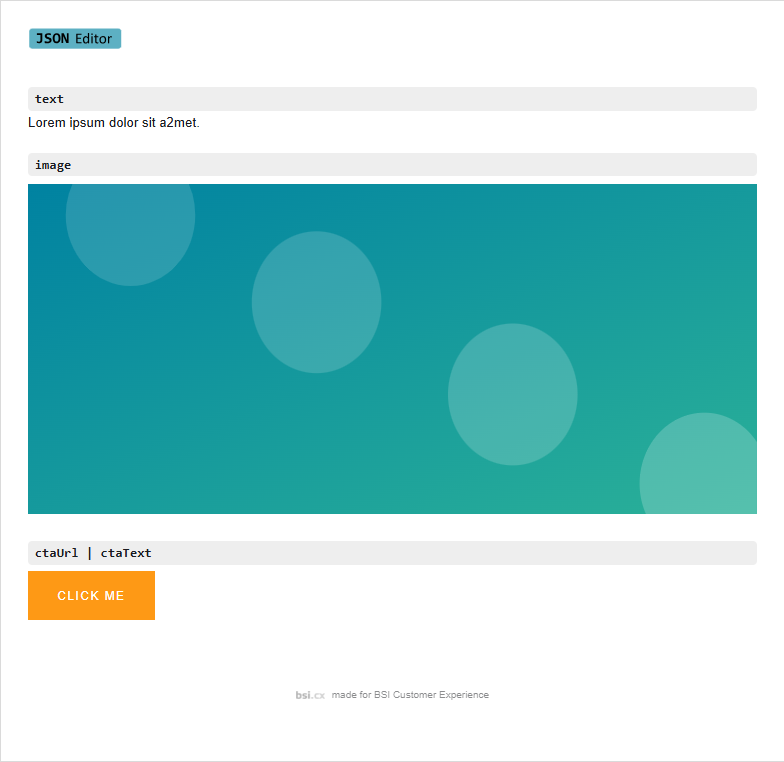 JSON Editor
text
Lorem ipsum dolor sit a2met.
image
ctaUrl | ctaText
CLICK ME
bsi.cx made for BSI Customer Experience